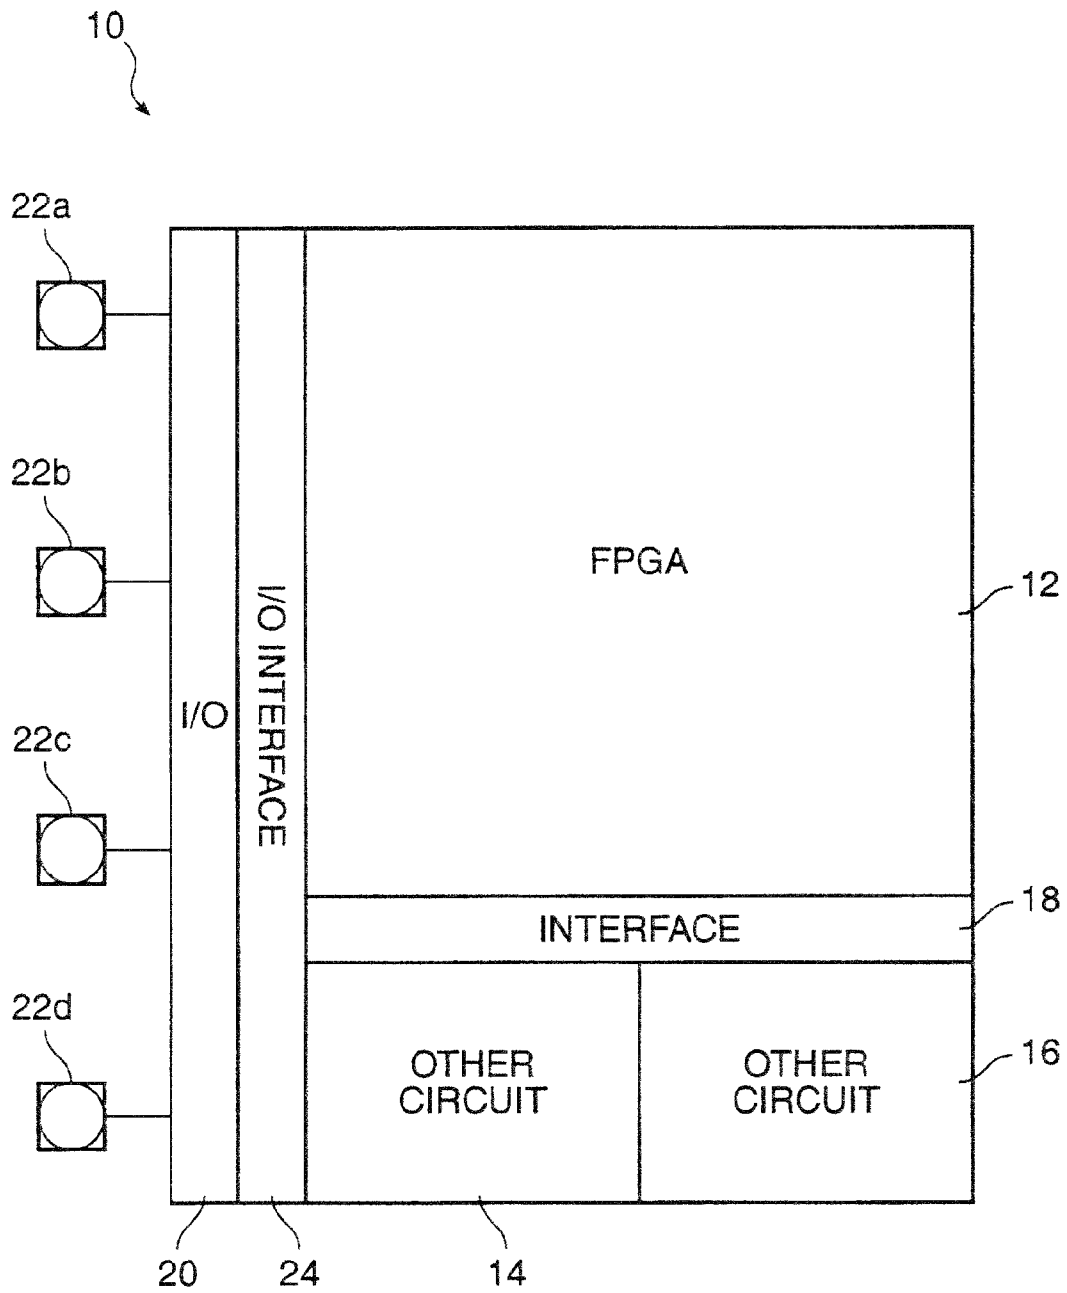 10
22a
22b
FPGA
12
I/O INTERFACE
I/O
22c
18
INTERFACE
22d
OTHER
CIRCUIT
OTHER
CIRCUIT
16
20
24
14